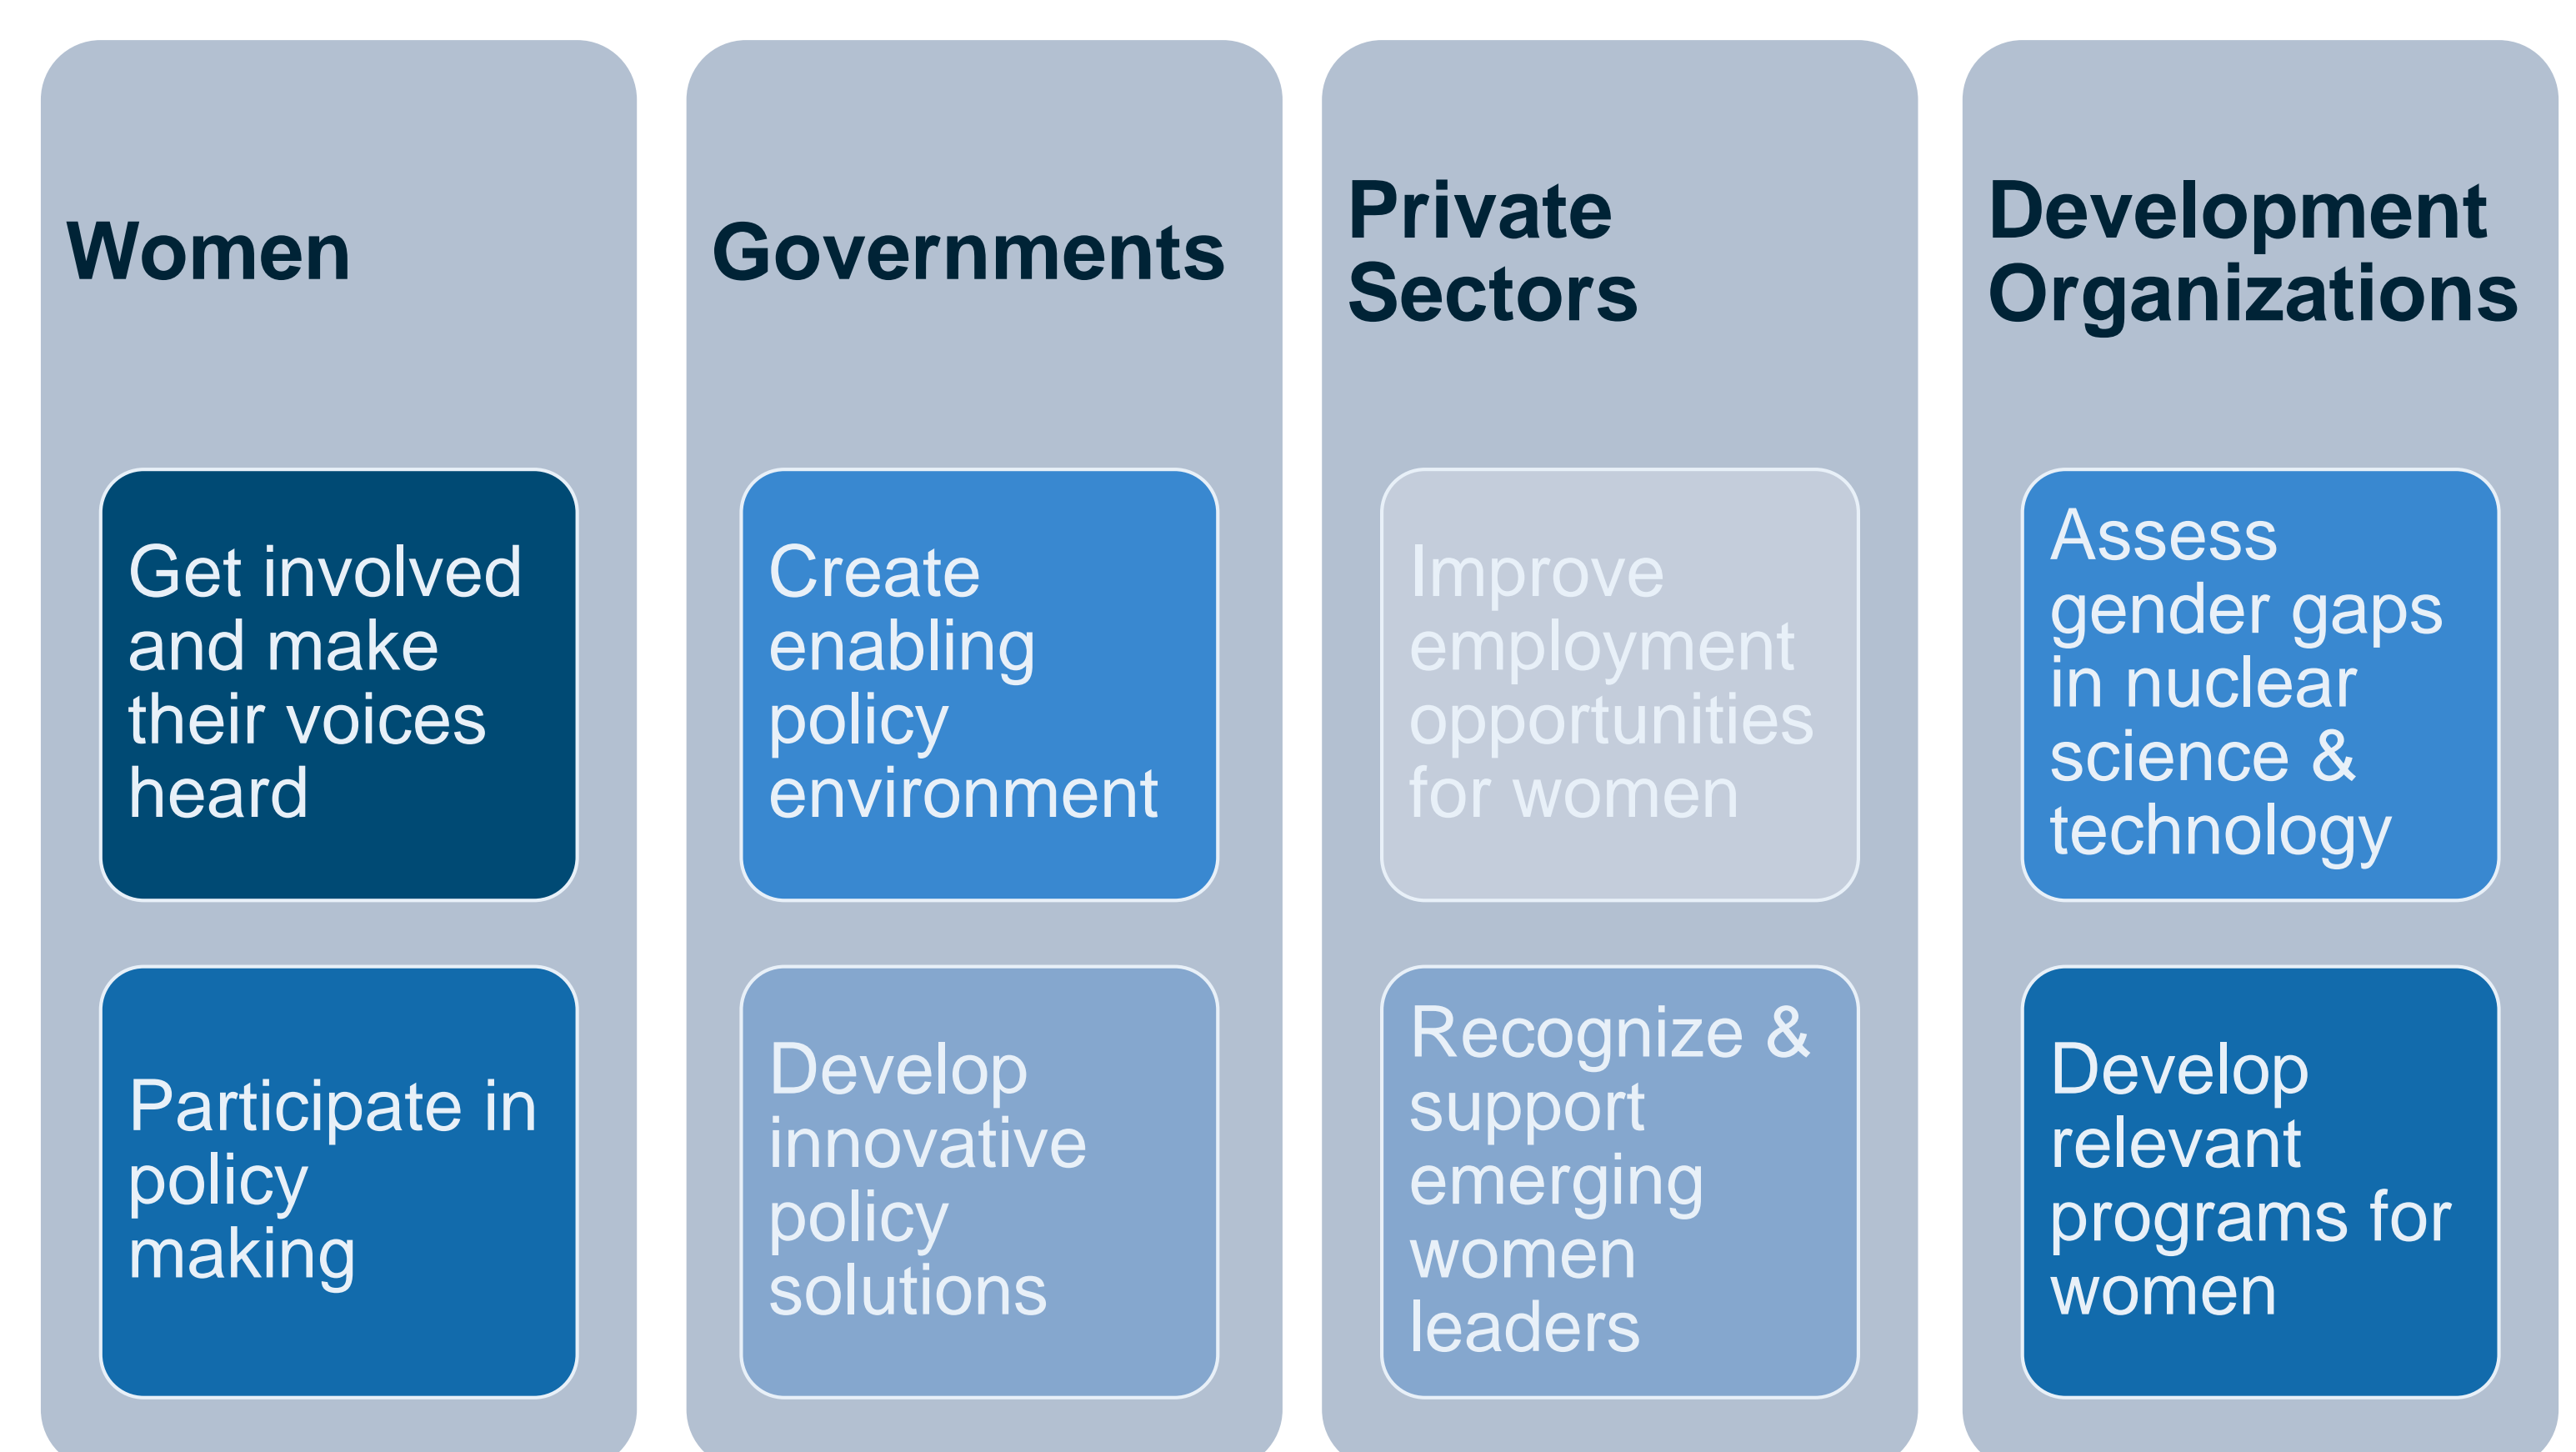 Women
Get involved
and make
their voices
heard
Participate in
policy
making
Governments
Create
enabling
policy
environment
Develop
innovative
policy
solutions
Private
Sectors
Improve
employment
opportunities
for women
Recognize &
support
emerging
women
leaders
Development
Organizations
Assess
gender gaps
in nuclear
science &
technology
Develop
relevant
programs for
women